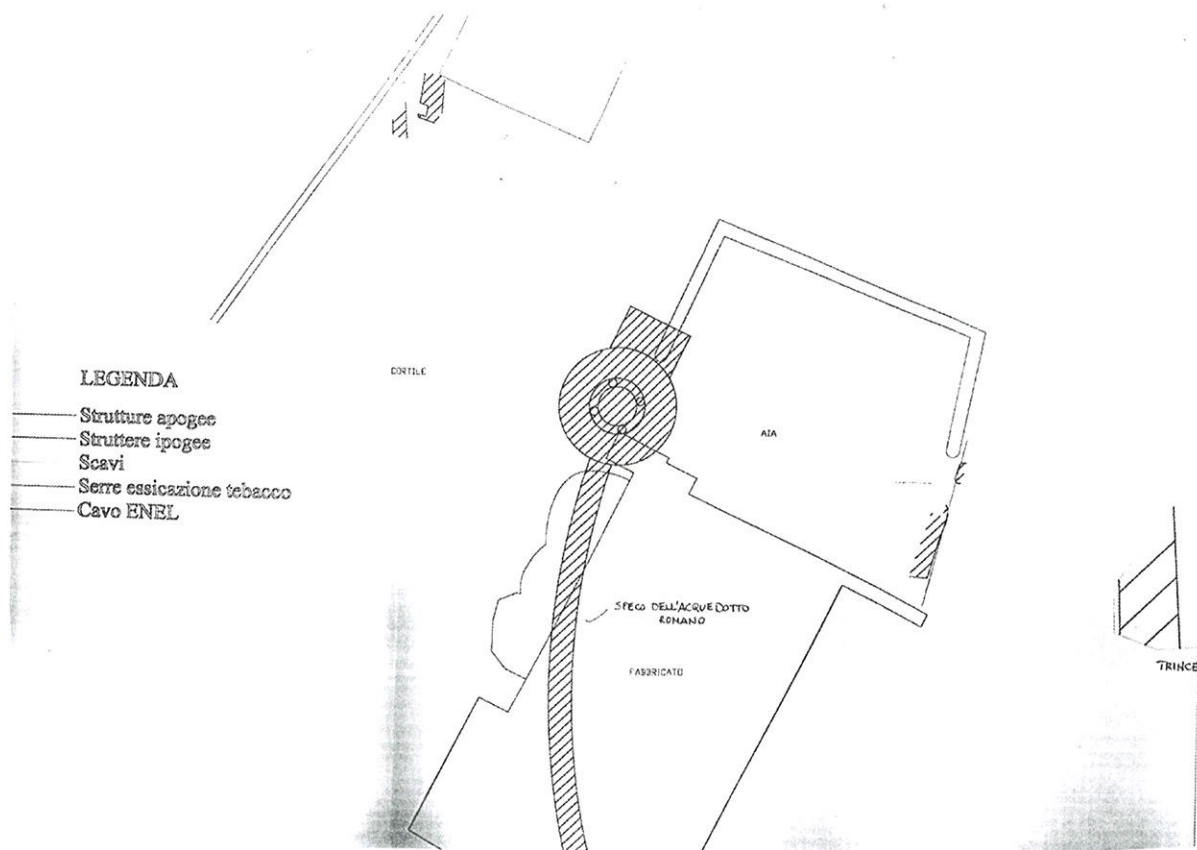 LEGENDA
Strutture apogee
Struttere ipogee
Scavi
Serre essicazione tebacco
Cavo ENEL
CORTILE
AIA
SPECO DELL'ACQUEDOTTO
ROMANO
FABBRICATO
TRINCE